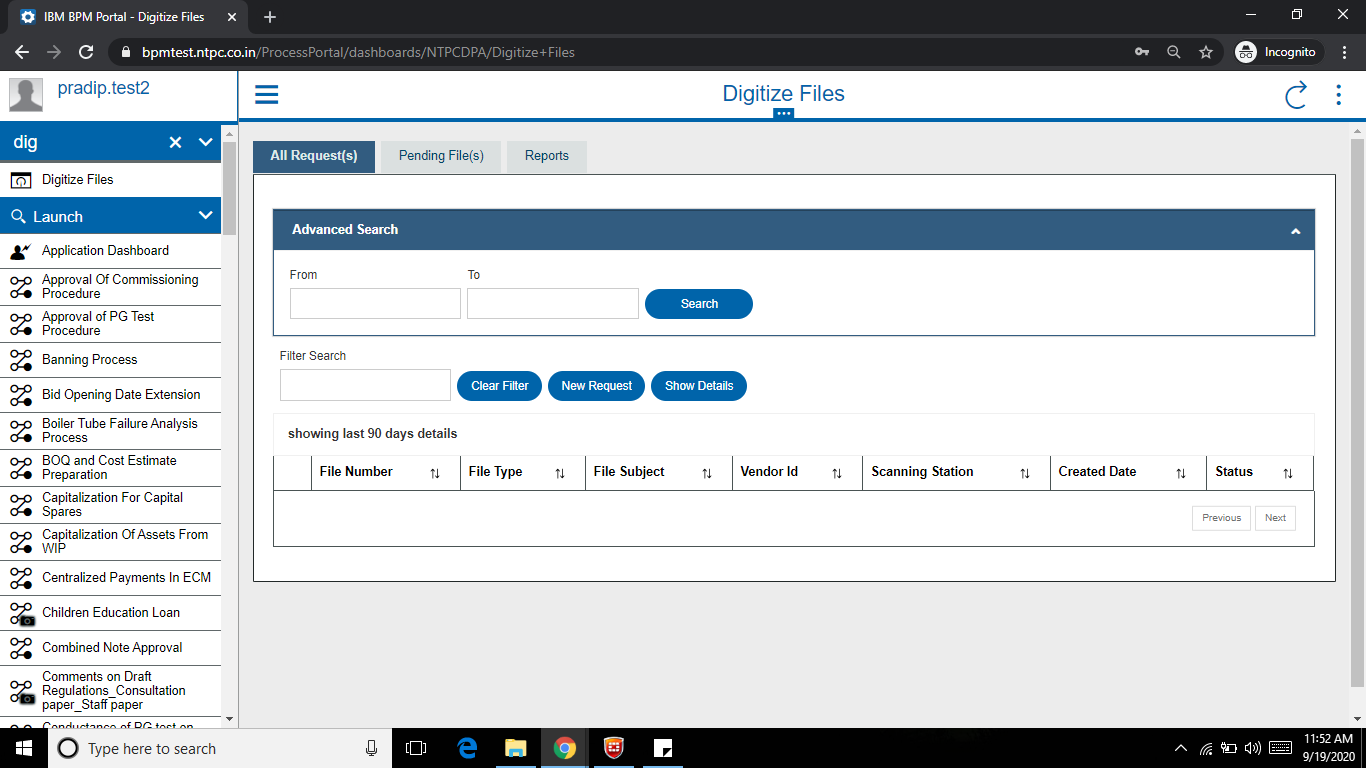 IBM BPM Portal - Digitize Files
bpmtest.ntpc.co.in/ProcessPortal/dashboards/NTPCDPA/Digitize+Files
Incognito
pradip.test2
Digitize Files
dig
Digitize Files
Launch
Application Dashboard
Approval Of Commissioning
Procedure
Approval of PG Test
Procedure
Banning Process
Bid Opening Date Extension
Boiler Tube Failure Analysis
Process
BOQ and Cost Estimate
Preparation
Capitalization For Capital
Spares
Capitalization Of Assets From
WIP
Centralized Payments In ECM
Children Education Loan
Combined Note Approval
Comments on Draft
Regulations_Consultation
paper_Staff paper
Conductance of PG test on
All Request(s) Pending File(s) Reports
Advanced Search
From To
Search
Filter Search
Clear Filter New Request Show Details
showing last 90 days details
File Number File Type File Subject Vendor Id Scanning Station Created Date Status
Previous Next
Type here to search
11:52 AM
9/19/2020